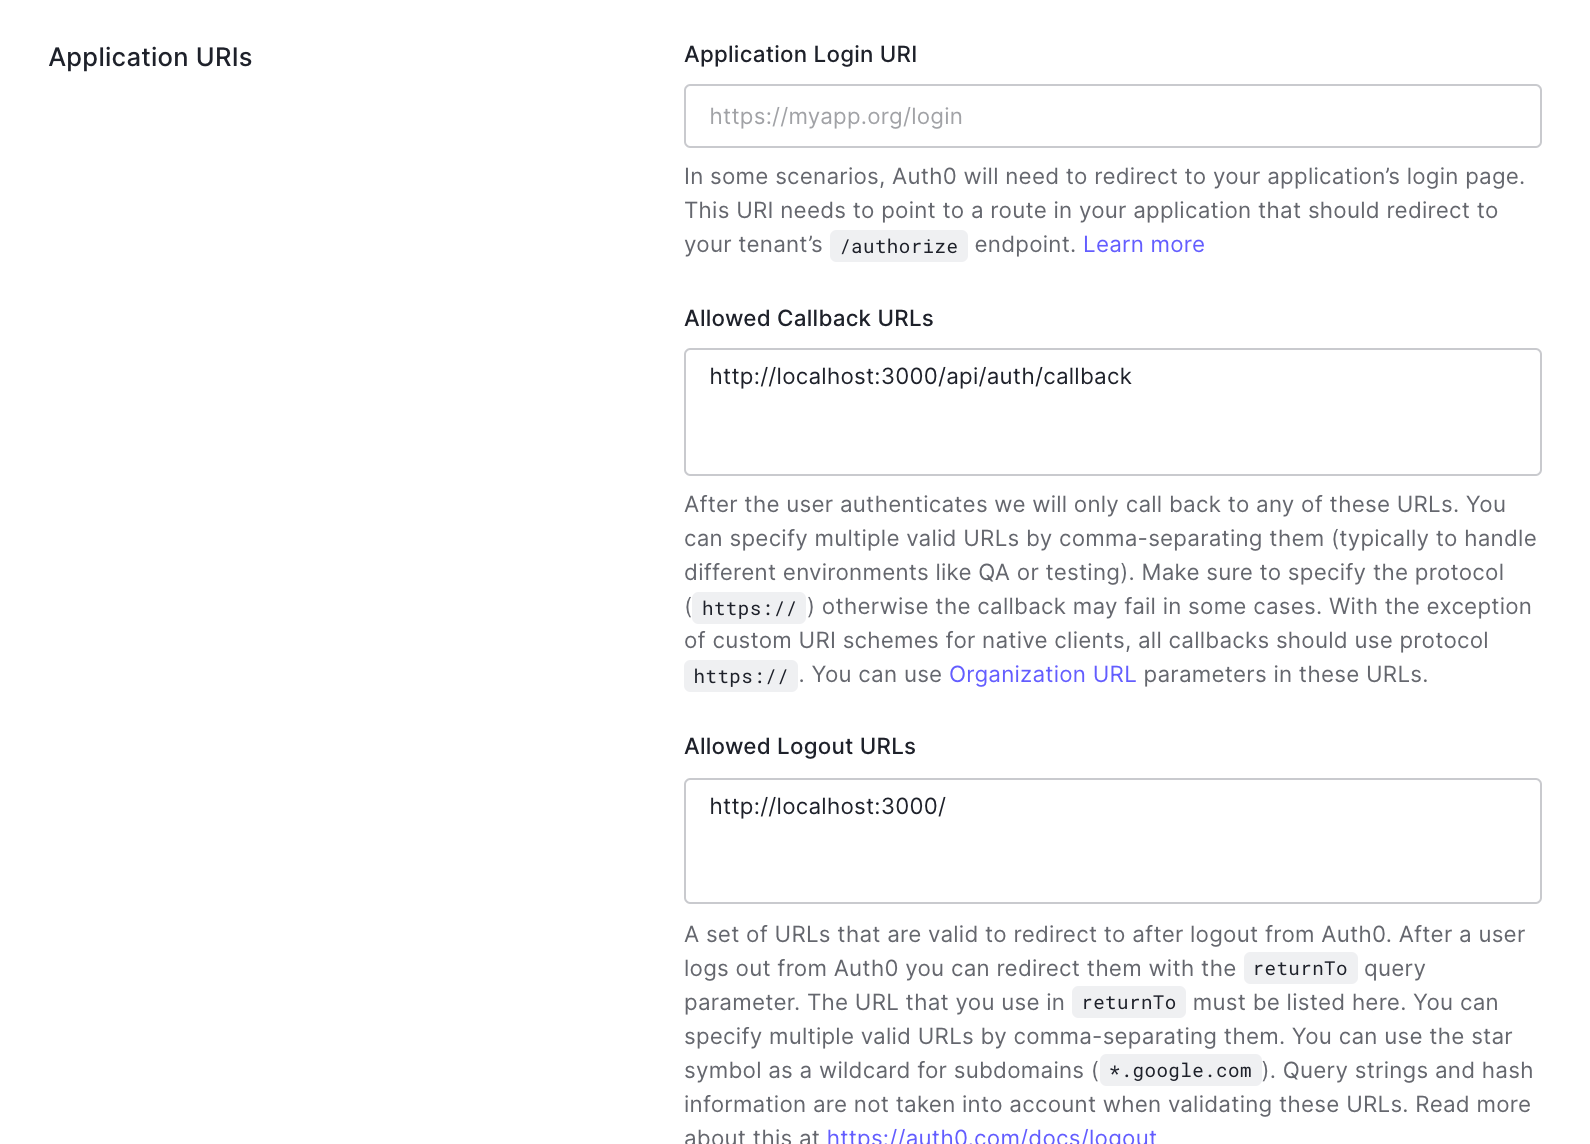 Application URIs
Application Login URI
https://myapp.org/login
In some scenarios, Auth0 will need to redirect to your application’s login page.
This URI needs to point to a route in your application that should redirect to
your tenant’s /authorize endpoint. Learn more
Allowed Callback URLs
http://localhost:3000/api/auth/callback
After the user authenticates we will only call back to any of these URLs. You
can specify multiple valid URLs by comma-separating them (typically to handle
different environments like QA or testing). Make sure to specify the protocol
(https://) otherwise the callback may fail in some cases. With the exception
of custom URI schemes for native clients, all callbacks should use protocol
https://. You can use Organization URL parameters in these URLs.
Allowed Logout URLs
http://localhost:3000/
A set of URLs that are valid to redirect to after logout from Auth0. After a user
logs out from Auth0 you can redirect them with the returnTo query
parameter. The URL that you use in returnTo must be listed here. You can
specify multiple valid URLs by comma-separating them. You can use the star
symbol as a wildcard for subdomains (*.google.com). Query strings and hash
information are not taken into account when validating these URLs. Read more
about this at https://auth0.com/docs/logout